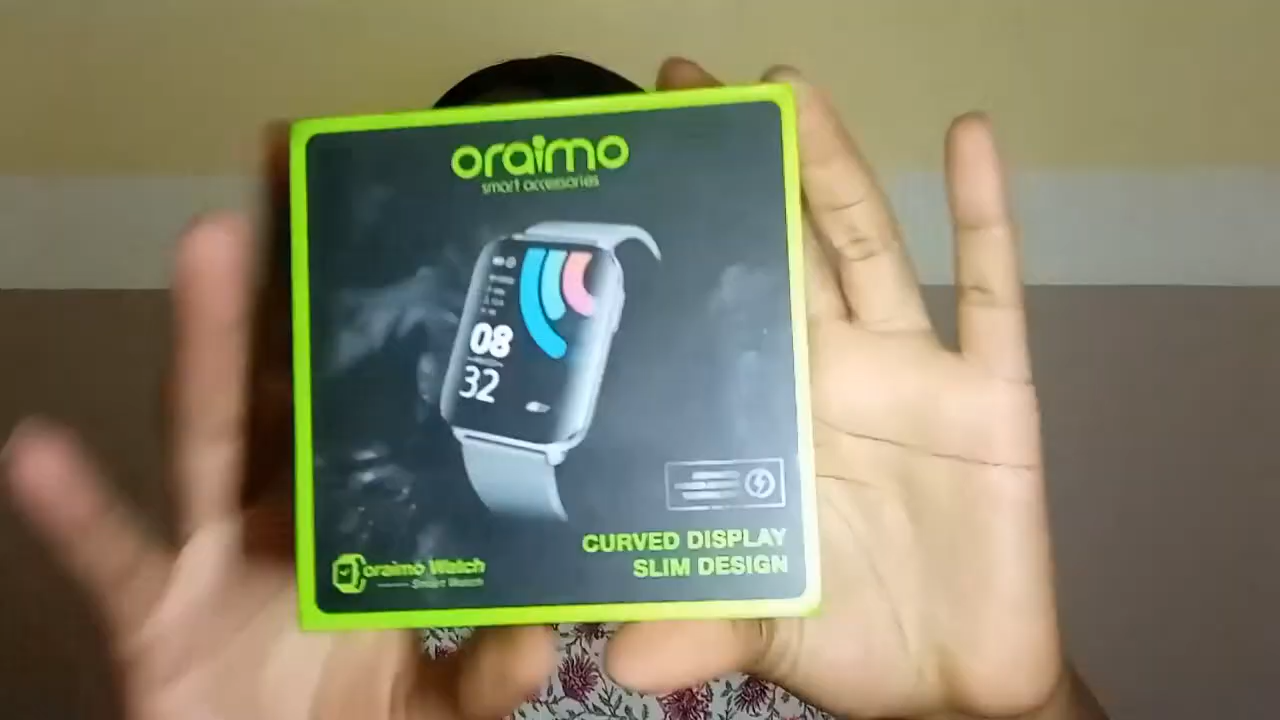 oraimo
smart accessories
08
32
CURVED DISPLAY
SLIM DESIGN
oraimo Watch
Smart Watch